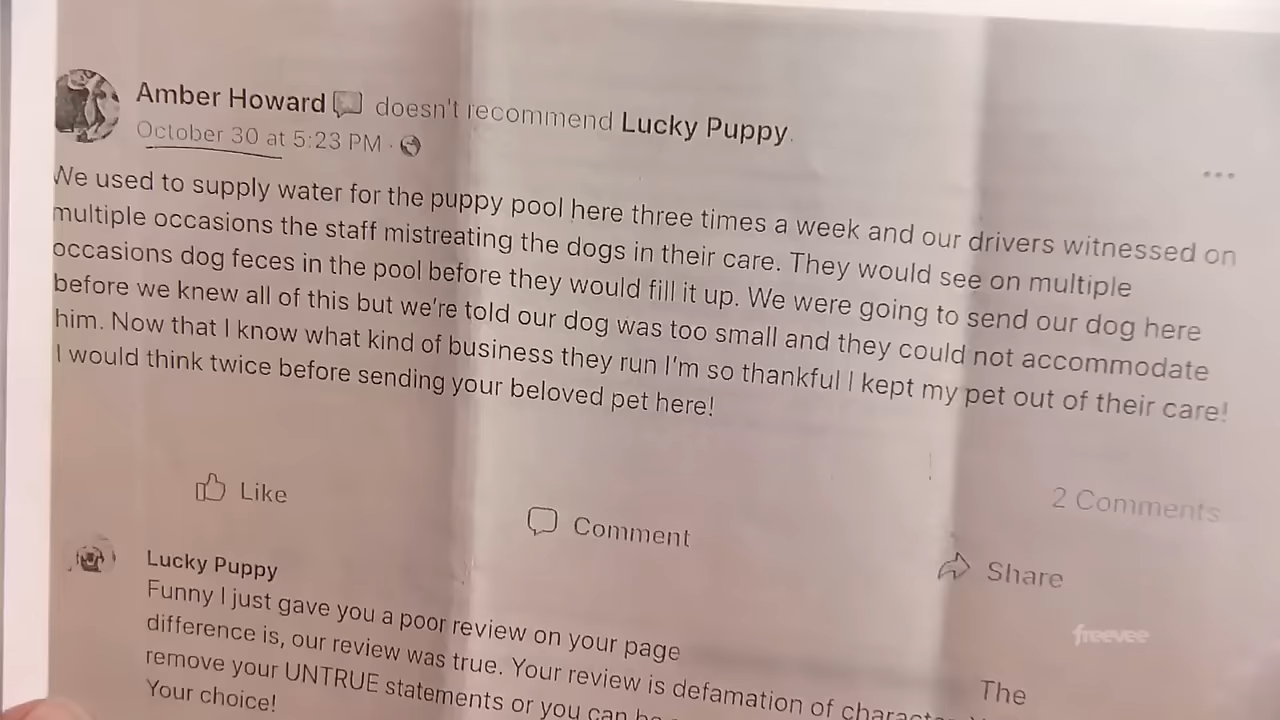 Amber Howard doesn't recommend Lucky Puppy.
October 30 at 5:23 PM ·
...
We used to supply water for the puppy pool here three times a week and our drivers witnessed on
multiple occasions the staff mistreating the dogs in their care. They would see on multiple
occasions dog feces in the pool before they would fill it up. We were going to send our dog here
before we knew all of this but we're told our dog was too small and they could not accommodate
him. Now that I know what kind of business they run I'm so thankful I kept my pet out of their care!
I would think twice before sending your beloved pet here!
2 Comments
Like
Comment
Share
Lucky Puppy
Funny I just gave you a poor review on your page
The
difference is, our review was true. Your review is defamation of
remove your UNTRUE statements or you can
Your choice!
freevee